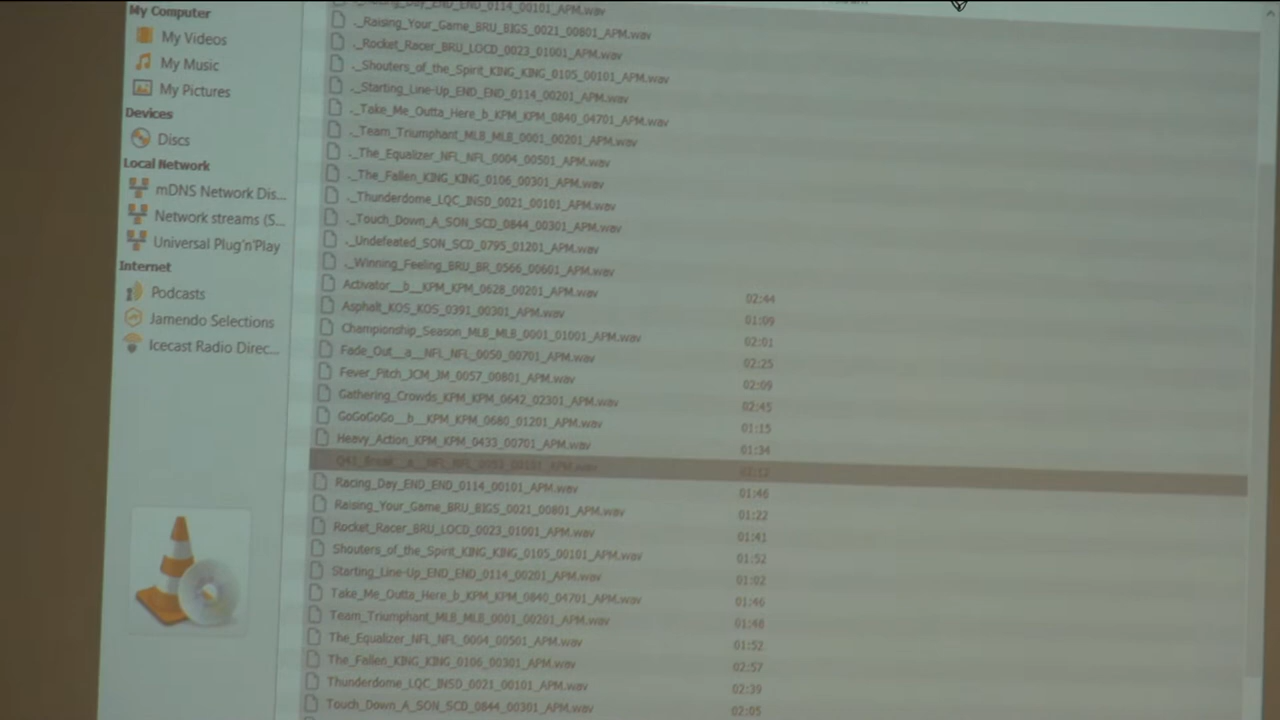 My Computer
My Videos
My Music
My Pictures
Devices
Discs
Local Network
mDNS Network Dis...
Network streams (S...
Universal Plug'n'Play
Internet
Podcasts
Jamendo Selections
Icecast Radio Direc...
Day_END_END_0114_00101_APM.wav
._Raising_Your_Game_BRU_BIGS_0021_00801_APM.wav
._Rocket_Racer_BRU_LOCD_0023_01001_APM.wav
._Shouters_of_the_Spirit_KING_KING_0105_00101_APM.wav
._Starting_Line-Up_END_END_0114_00201_APM.wav
._Take_Me_Outta_Here_b_KPM_KPM_0840_04701_APM.wav
._Team_Triumphant_MLB_MLB_0001_00201_APM.wav
._The_Equalizer_NFL_NFL_0004_00501_APM.wav
._The_Fallen_KING_KING_0106_00301_APM.wav
._Thunderdome_LQC_INSD_0021_00101_APM.wav
._Touch_Down_A_SON_SCD_0844_00301_APM.wav
._Undefeated_SON_SCD_0795_01201_APM.wav
._Winning_Feeling_BRU_BR_0566_00601_APM.wav
Activator__b__KPM_KPM_0628_00201_APM.wav 02:44
Asphalt_KOS_KOS_0391_00301_APM.wav 01:09
Championship_Season_MLB_MLB_0001_01001_APM.wav 02:01
Fade_Out__a__NFL_NFL_0050_00701_APM.wav 02:25
Fever_Pitch_JCM_JM_0057_00801_APM.wav 02:09
Gathering_Crowds_KPM_KPM_0642_02301_APM.wav 02:45
GoGoGoGo__b__KPM_KPM_0680_01201_APM.wav 01:15
Heavy_Action_KPM_KPM_0433_00701_APM.wav 01:34
Racing_Day_END_END_0114_00101_APM.wav 01:46
Raising_Your_Game_BRU_BIGS_0021_00801_APM.wav 01:22
Rocket_Racer_BRU_LOCD_0023_01001_APM.wav 01:41
Shouters_of_the_Spirit_KING_KING_0105_00101_APM.wav 01:52
Starting_Line-Up_END_END_0114_00201_APM.wav 01:02
Take_Me_Outta_Here_b_KPM_KPM_0840_04701_APM.wav 01:46
Team_Triumphant_MLB_MLB_0001_00201_APM.wav 01:48
The_Equalizer_NFL_NFL_0004_00501_APM.wav 01:52
The_Fallen_KING_KING_0106_00301_APM.wav 02:57
Thunderdome_LQC_INSD_0021_00101_APM.wav 02:39
Touch_Down_A_SON_SCD_0844_00301_APM.wav 02:05